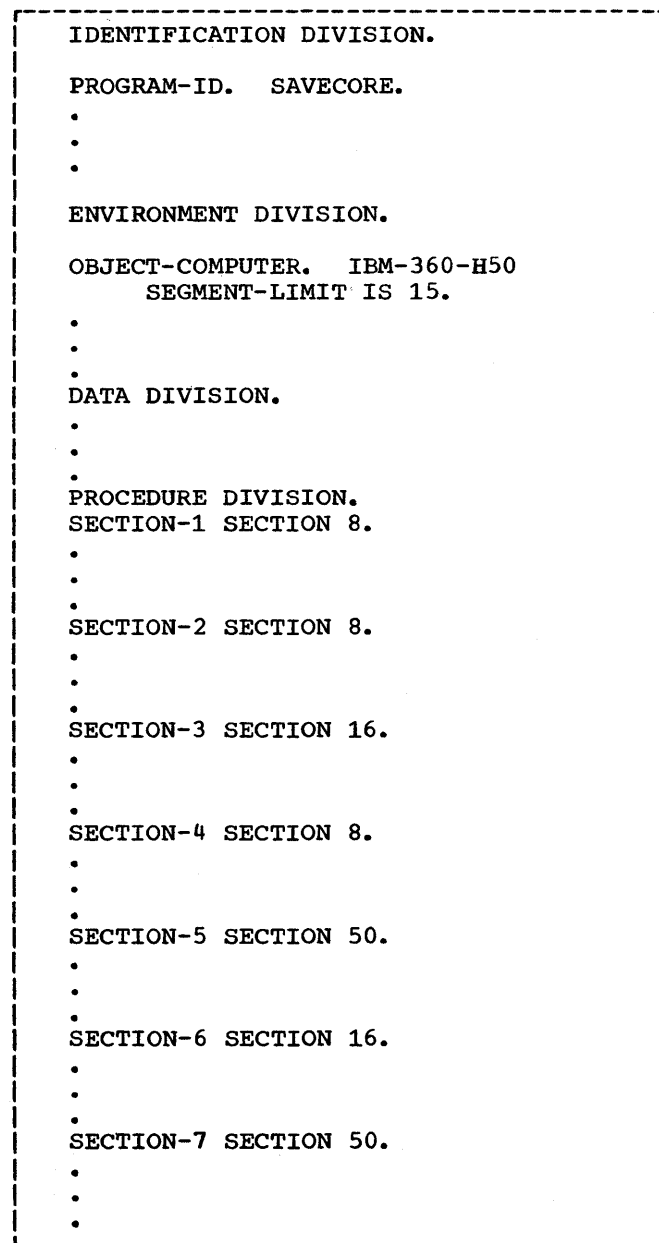 IDENTIFICATION DIVISION.
PROGRAM-ID. SAVECORE.
.
.
.
ENVIRONMENT DIVISION.
OBJECT-COMPUTER. IBM-360-H50
SEGMENT-LIMIT IS 15.
.
.
.
DATA DIVISION.
.
.
.
PROCEDURE DIVISION.
SECTION-1 SECTION 8.
.
.
.
SECTION-2 SECTION 8.
.
.
.
SECTION-3 SECTION 16.
.
.
.
SECTION-4 SECTION 8.
.
.
.
SECTION-5 SECTION 50.
.
.
.
SECTION-6 SECTION 16.
.
.
.
SECTION-7 SECTION 50.
.
.
.